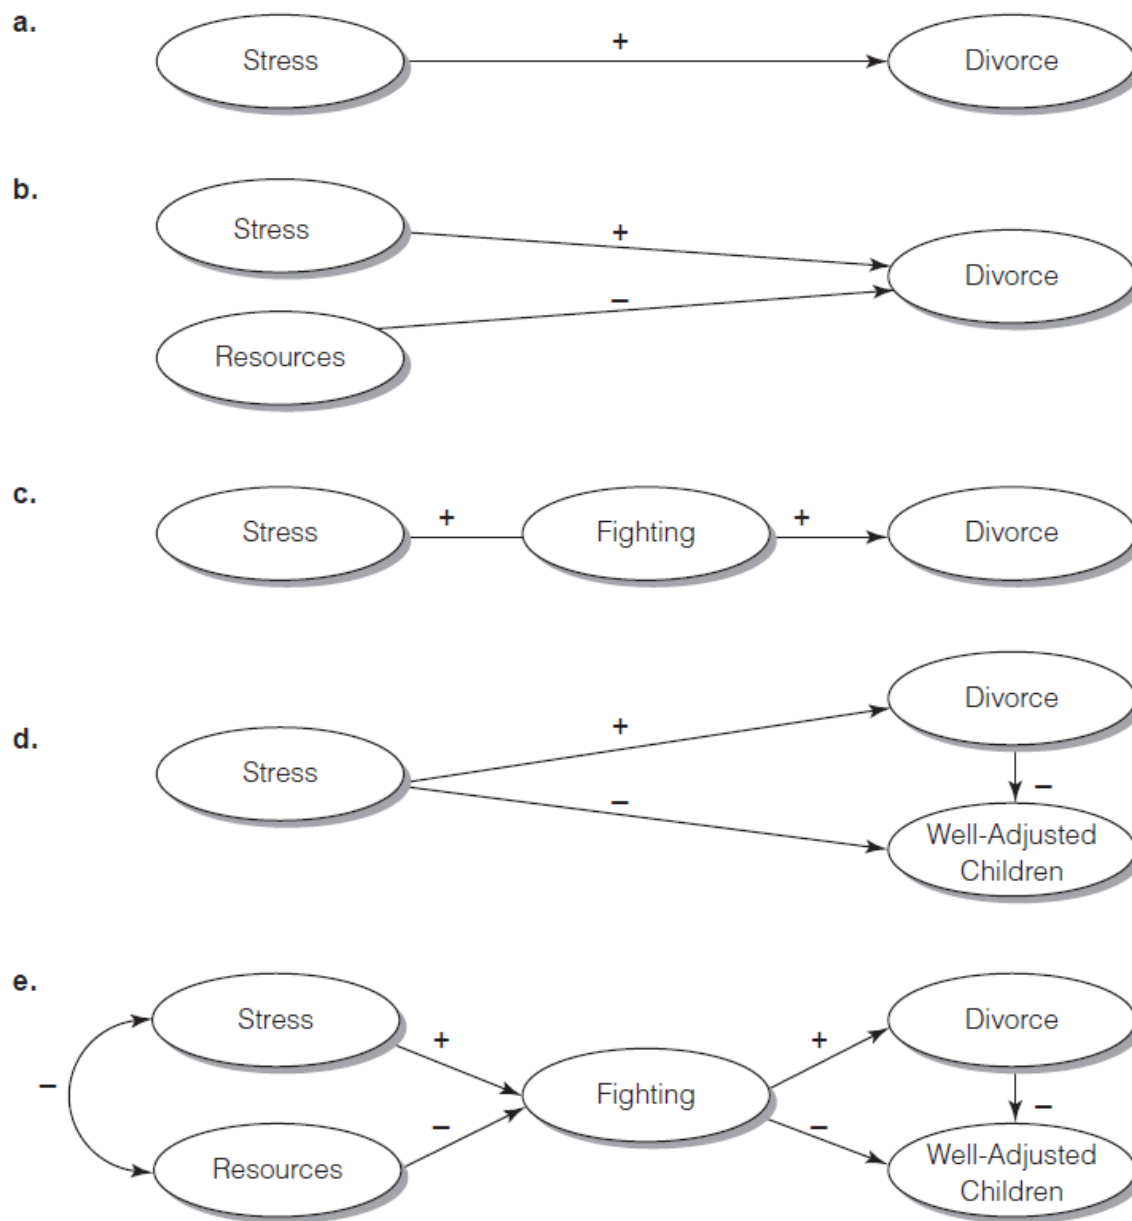 a.
Stress
+
Divorce
b.
Stress
+
Divorce
–
Resources
c.
Stress
+
Fighting
+
Divorce
d.
Stress
+
Divorce
–
–
Well-Adjusted
Children
e.
Stress
+
Fighting
+
Divorce
–
–
–
–
Resources
Well-Adjusted
Children